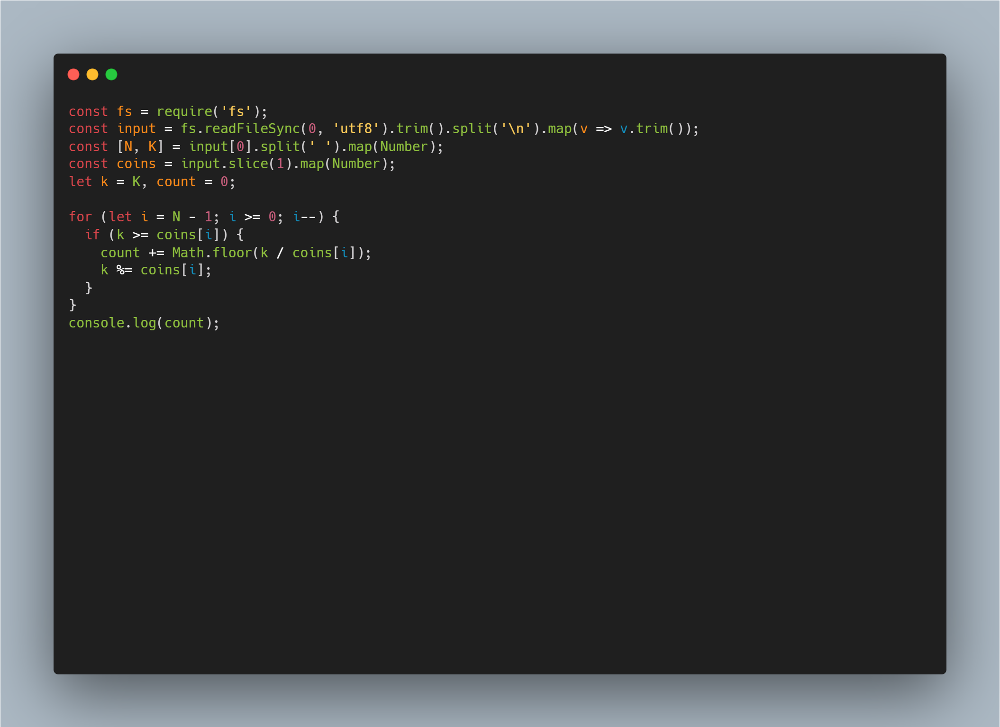 const fs = require('fs');
const input = fs.readFileSync(0, 'utf8').trim().split('\n').map(v => v.trim());
const [N, K] = input[0].split(' ').map(Number);
const coins = input.slice(1).map(Number);
let k = K, count = 0;

for (let i = N - 1; i >= 0; i--) {
  if (k >= coins[i]) {
    count += Math.floor(k / coins[i]);
    k %= coins[i];
  }
}
console.log(count);